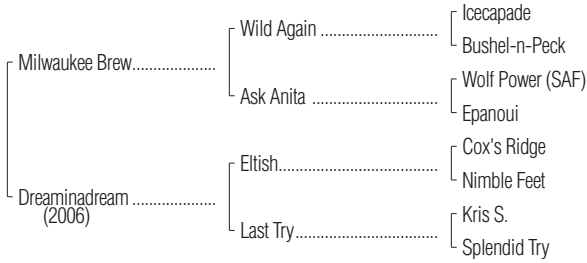 Icecapade
Wild Again ........................................
Bushel-n-Peck
Milwaukee Brew.....................
Wolf Power (SAF)
Ask Anita ..........................................
Epanoui
Cox's Ridge
Eltish..................................................
Nimble Feet
Dreaminadream .....................
(2006)
Kris S.
Last Try..............................................
Splendid Try